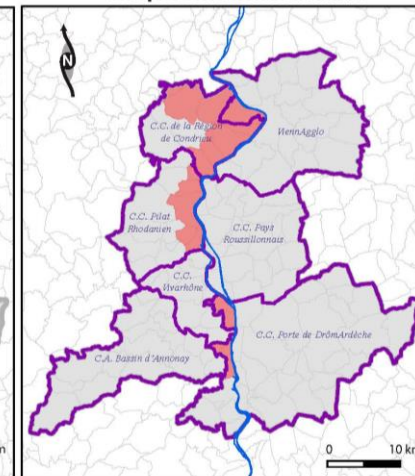 N
C.C. de la Région
de Condrieu
ViennAgglo
C.C. Pilat
Rhodanien
C.C. Pays
Roussillonnais
C.C.
Vivarhône
C.C. Porte de DrômArdèche
C.A. Bassin d'Annonay
0 10 km